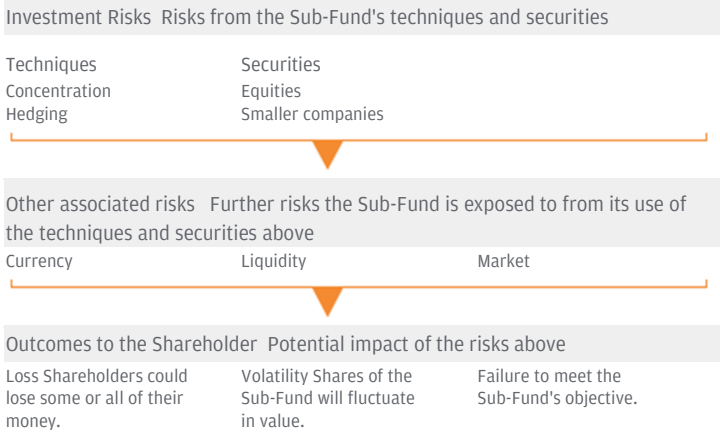 Investment Risks Risks from the Sub-Fund's techniques and securities
Techniques Securities
Concentration Equities
Hedging Smaller companies
Other associated risks Further risks the Sub-Fund is exposed to from its use of
the techniques and securities above
Currency Liquidity Market
Outcomes to the Shareholder Potential impact of the risks above
Loss Shareholders could
lose some or all of their
money.
Volatility Shares of the
Sub-Fund will fluctuate
in value.
Failure to meet the
Sub-Fund's objective.